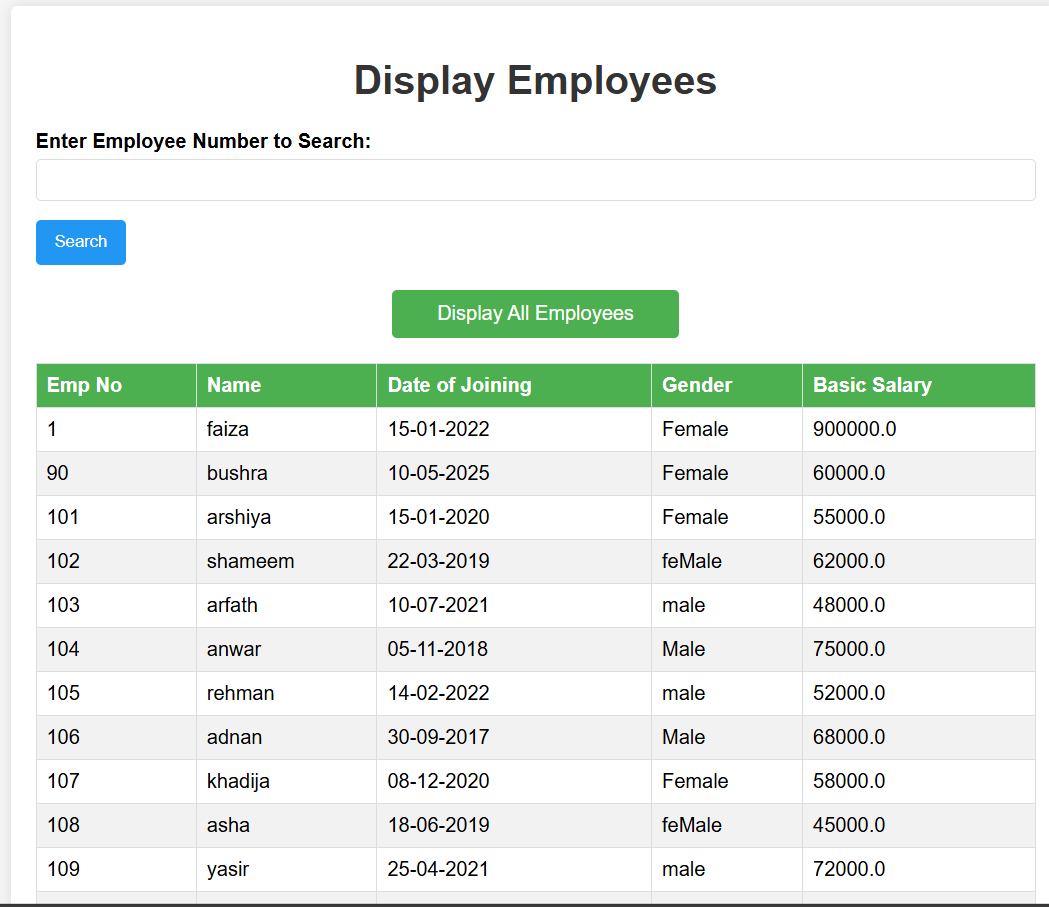 Display Employees
Enter Employee Number to Search:
Search
Display All Employees
Emp No Name Date of Joining Gender Basic Salary
1 faiza 15-01-2022 Female 900000.0
90 bushra 10-05-2025 Female 60000.0
101 arshiya 15-01-2020 Female 55000.0
102 shameem 22-03-2019 feMale 62000.0
103 arfath 10-07-2021 male 48000.0
104 anwar 05-11-2018 Male 75000.0
105 rehman 14-02-2022 male 52000.0
106 adnan 30-09-2017 Male 68000.0
107 khadija 08-12-2020 Female 58000.0
108 asha 18-06-2019 feMale 45000.0
109 yasir 25-04-2021 male 72000.0